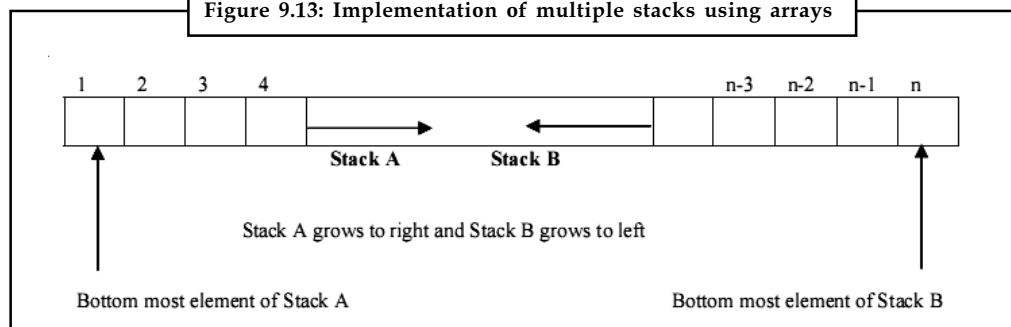 Figure 9.13: Implementation of multiple stacks using arrays
1 2 3 4 n-3 n-2 n-1 n
Stack A Stack B
Stack A grows to right and Stack B grows to left
Bottom most element of Stack A Bottom most element of Stack B